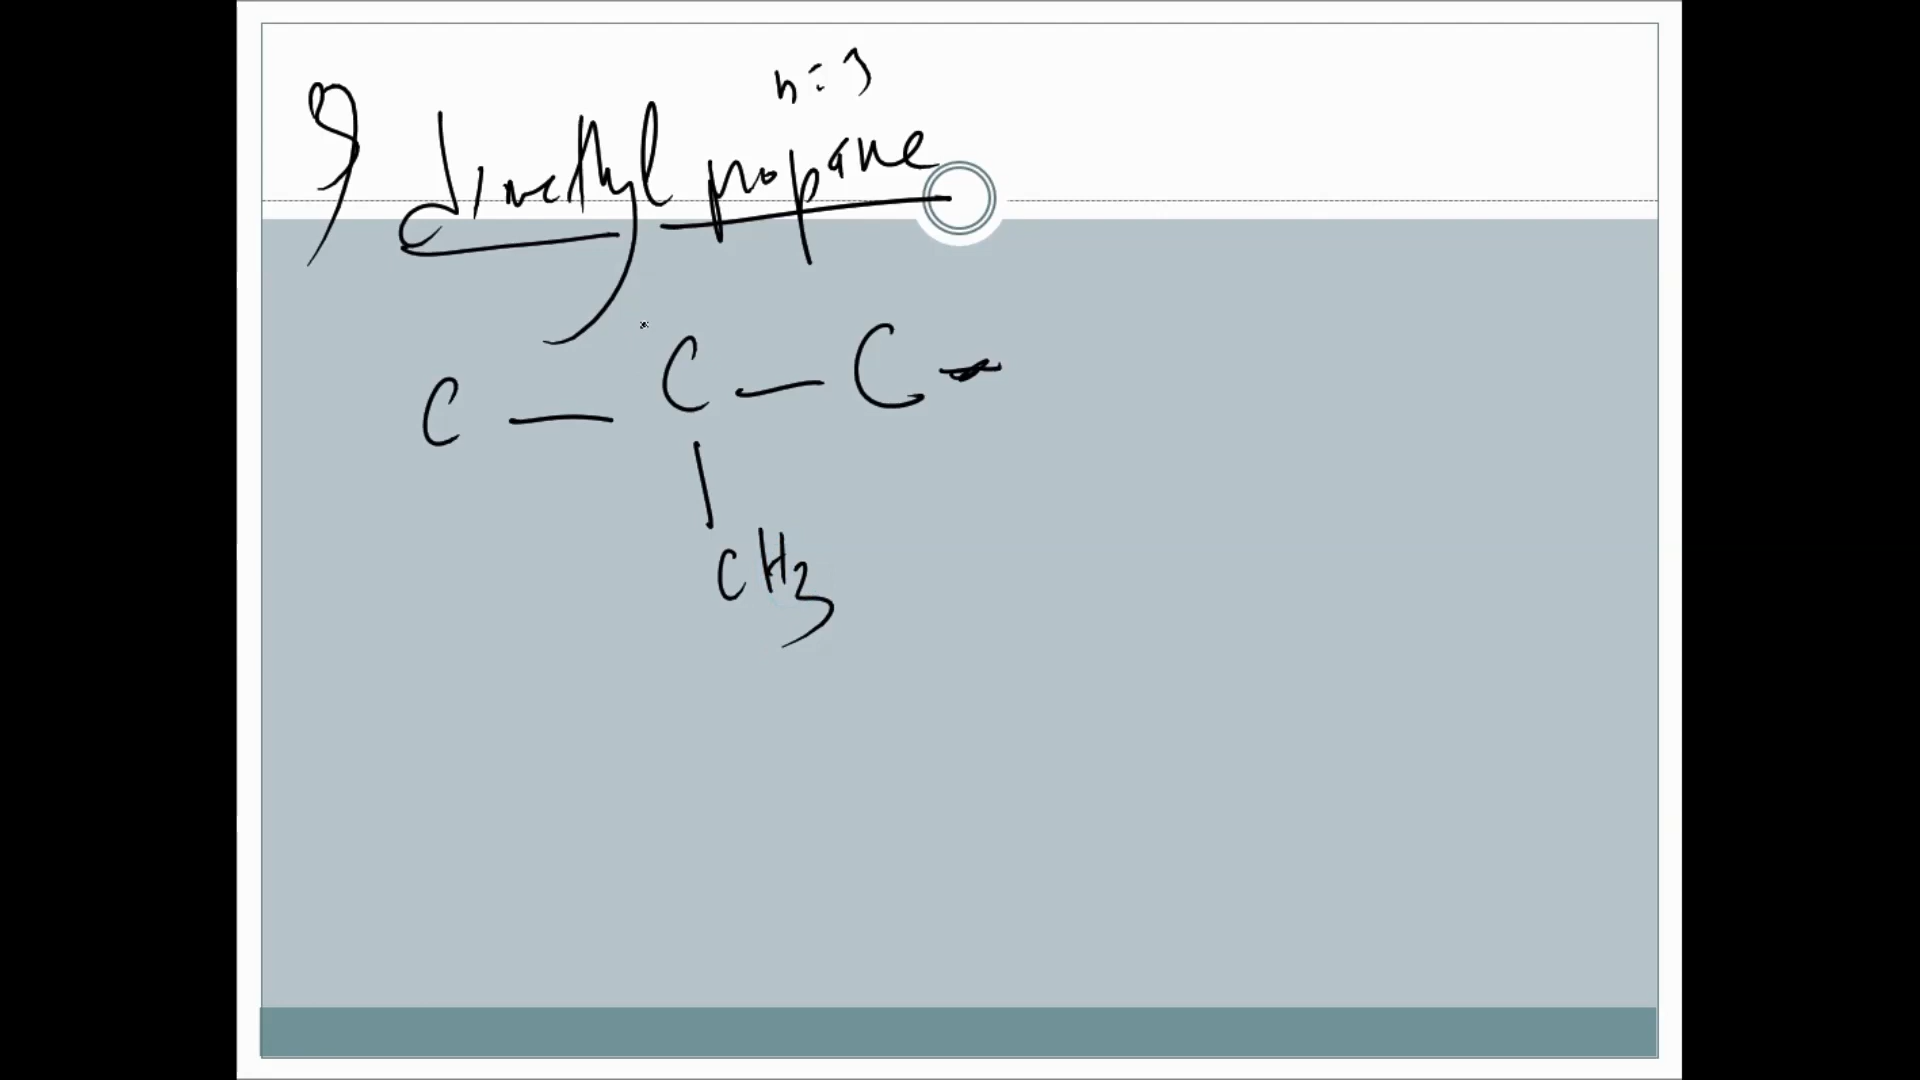 n = 3
9) dimethyl propane
C — C — C -
|
CH3